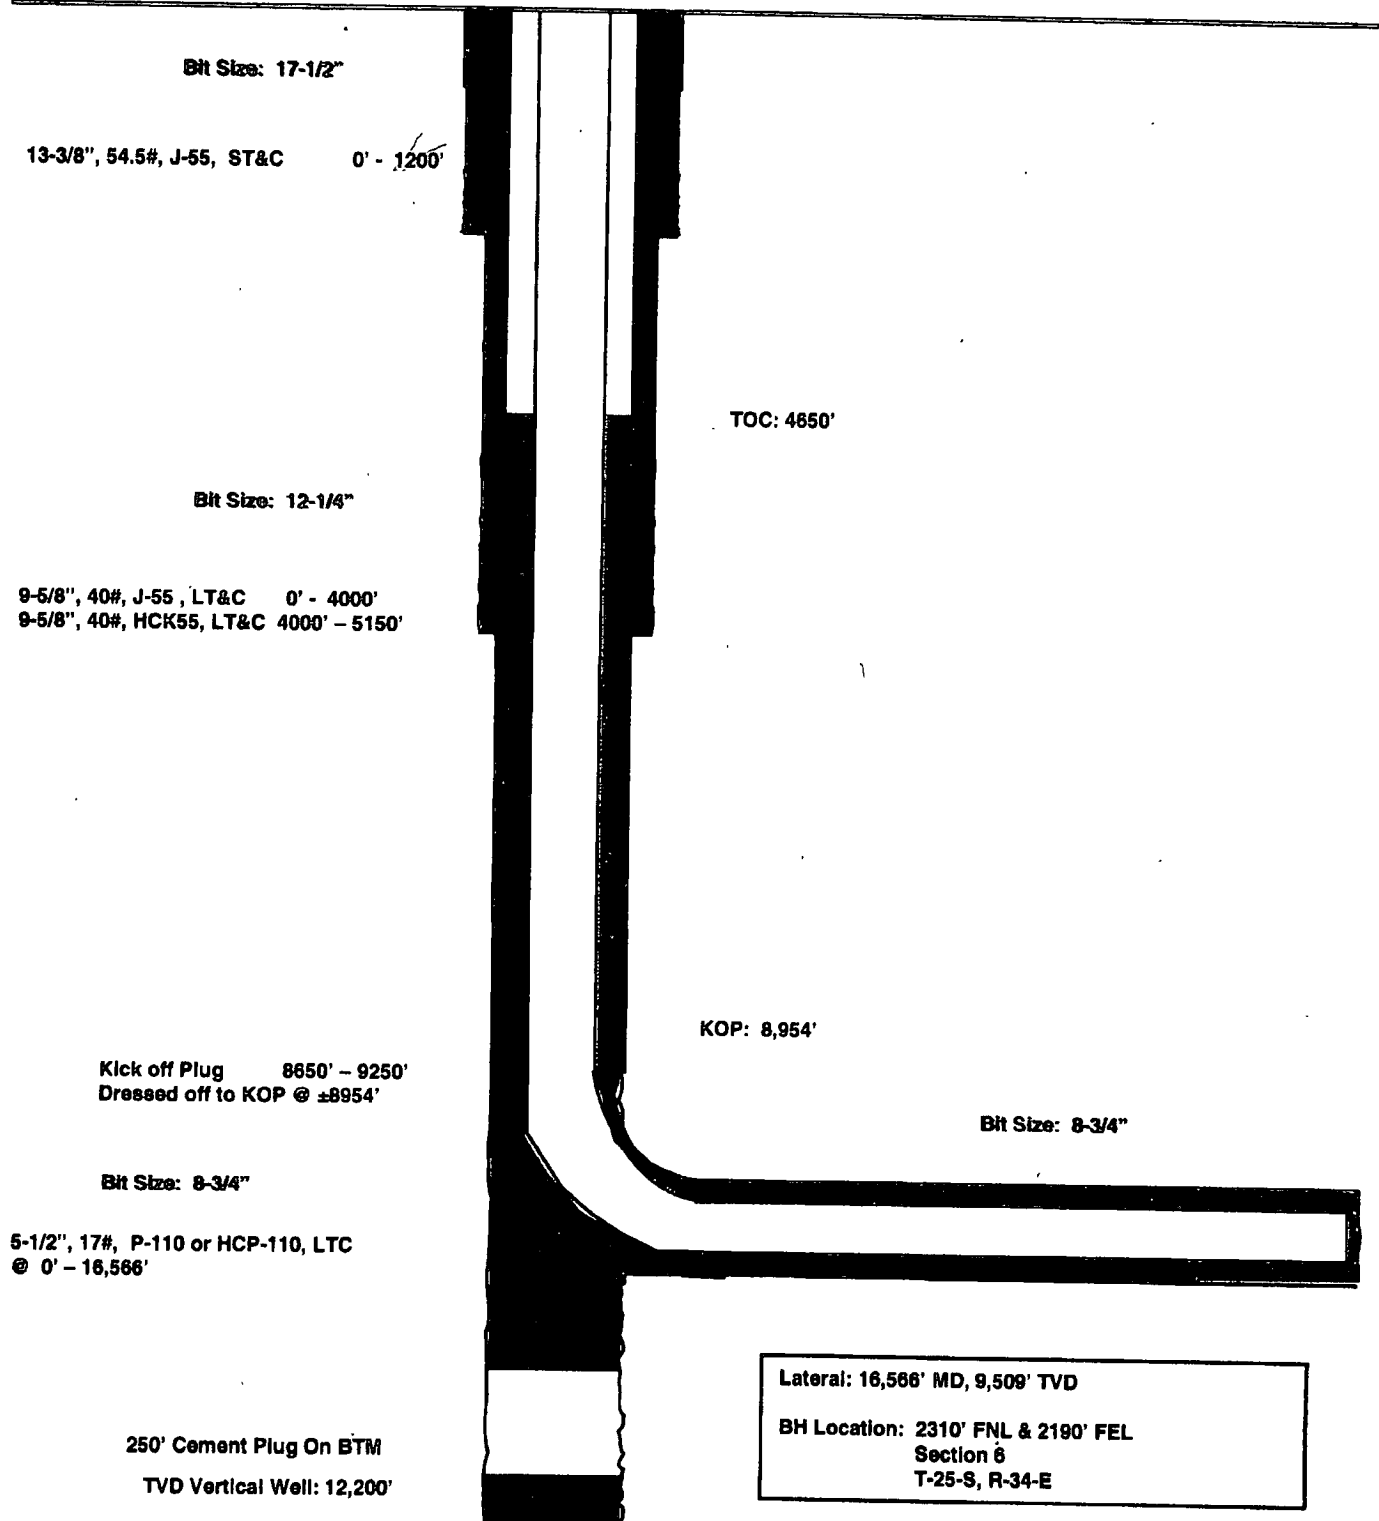 Bit Size: 17-1/2"
13-3/8", 54.5#, J-55, ST&C 0' - 1200'
TOC: 4650'
Bit Size: 12-1/4"
9-5/8", 40#, J-55, LT&C 0' - 4000'
9-5/8", 40#, HCK55, LT&C 4000' – 5150'
KOP: 8,954'
Kick off Plug 8650' – 9250'
Dressed off to KOP @ ±8954'
Bit Size: 8-3/4"
Bit Size: 8-3/4"
5-1/2", 17#, P-110 or HCP-110, LTC
@ 0' – 16,566'
Lateral: 16,566' MD, 9,509' TVD
BH Location: 2310' FNL & 2190' FEL
Section 6
T-25-S, R-34-E
250' Cement Plug On BTM
TVD Vertical Well: 12,200'